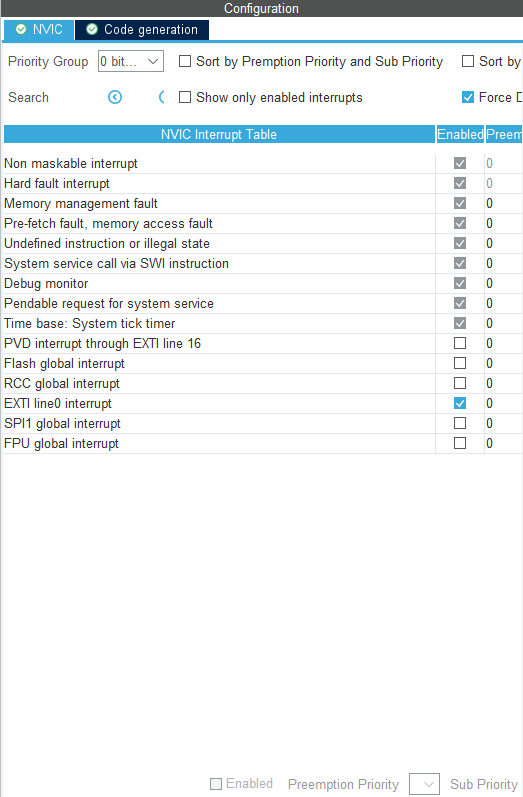 Configuration
NVIC Code generation
Priority Group 0 bit... Sort by Premption Priority and Sub Priority Sort by
Search Show only enabled interrupts Force D
NVIC Interrupt Table Enabled Preem
Non maskable interrupt 0
Hard fault interrupt 0
Memory management fault 0
Pre-fetch fault, memory access fault 0
Undefined instruction or illegal state 0
System service call via SWI instruction 0
Debug monitor 0
Pendable request for system service 0
Time base: System tick timer 0
PVD interrupt through EXTI line 16 0
Flash global interrupt 0
RCC global interrupt 0
EXTI line0 interrupt 0
SPI1 global interrupt 0
FPU global interrupt 0
Enabled Preemption Priority Sub Priority